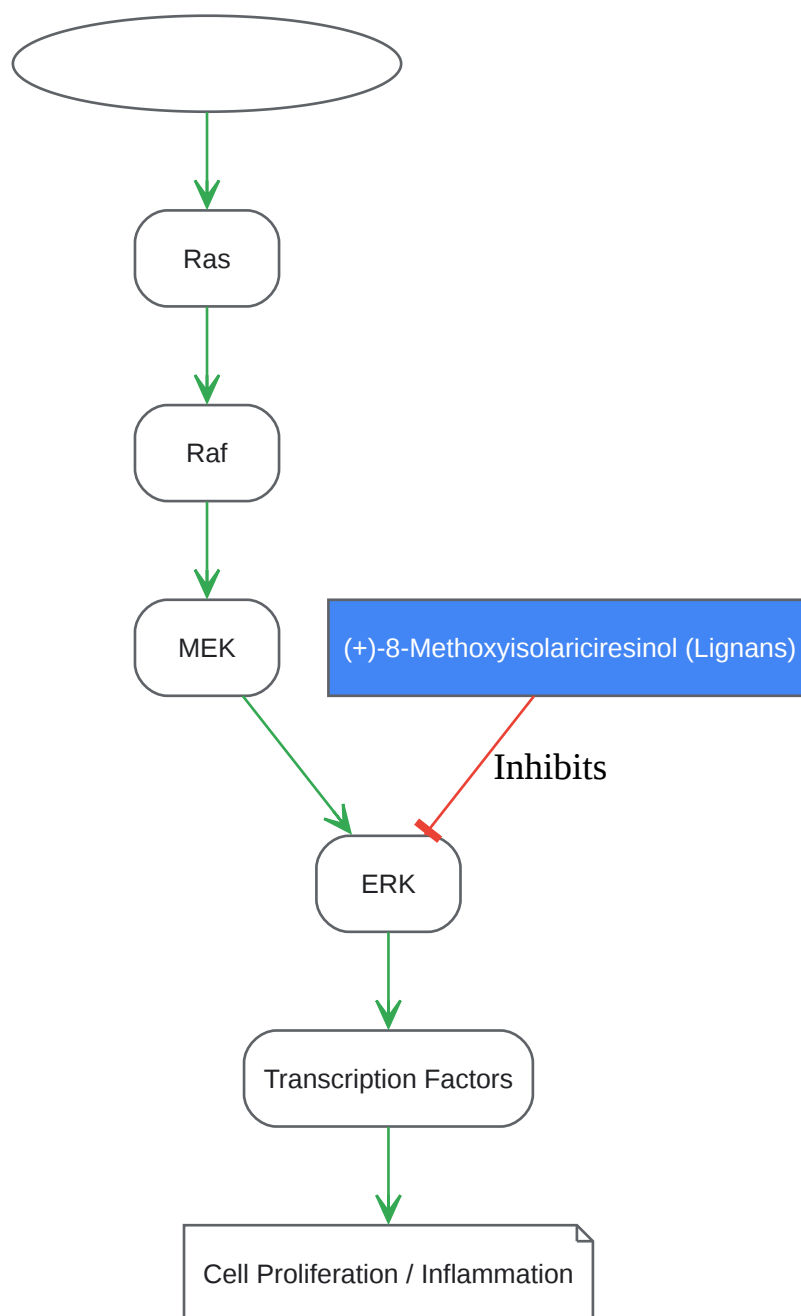 Ras
Raf
MEK
(+)-8-Methoxyisolariciresinol (Lignans)
Inhibits
ERK
Transcription Factors
Cell Proliferation / Inflammation